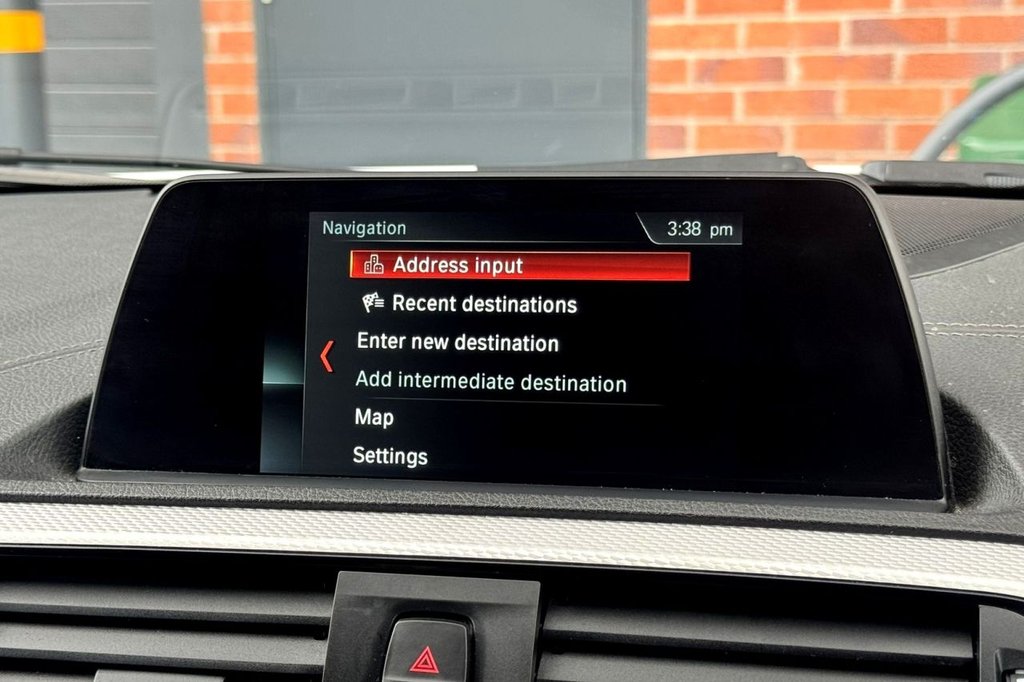 Navigation 3:38 pm
Address input
Recent destinations
Enter new destination
Add intermediate destination
Map
Settings